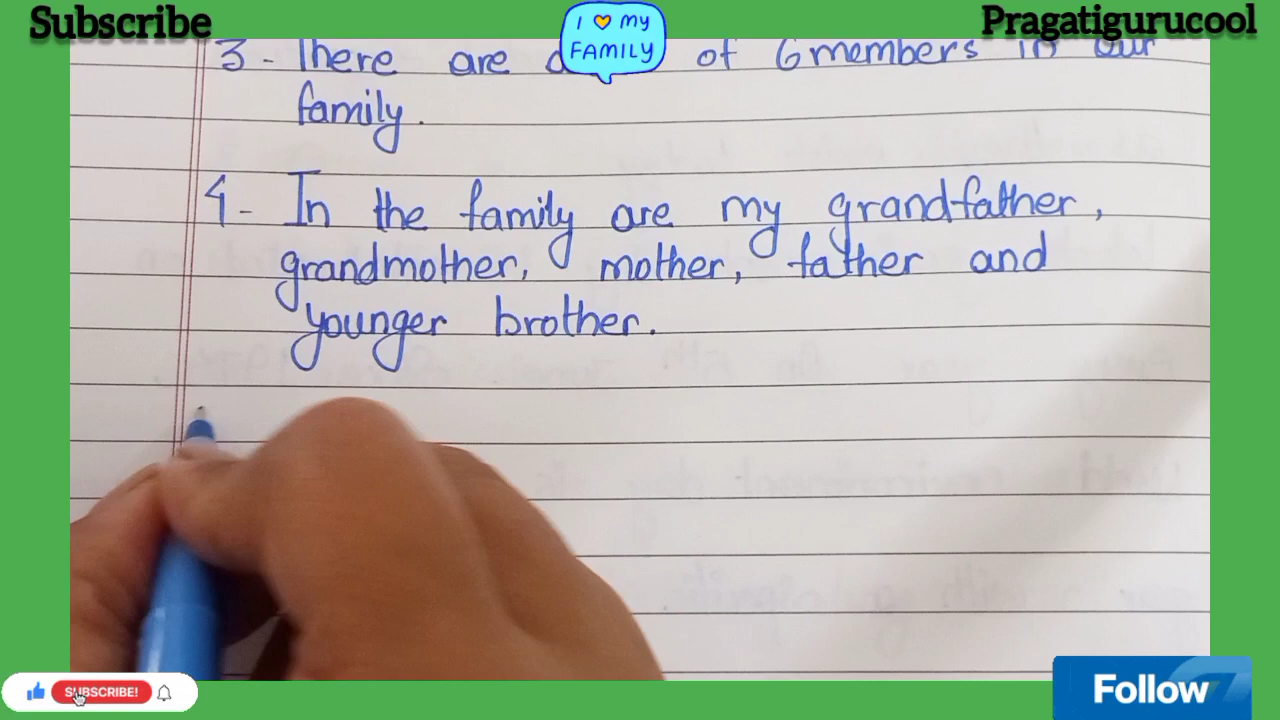 Subscribe
I my
FAMILY
Pragatigurucool
3 - There are of 6 members in our
family.
4 - In the family are my grandfather,
grandmother, mother, father and
younger brother.
SUBSCRIBE!
Follow